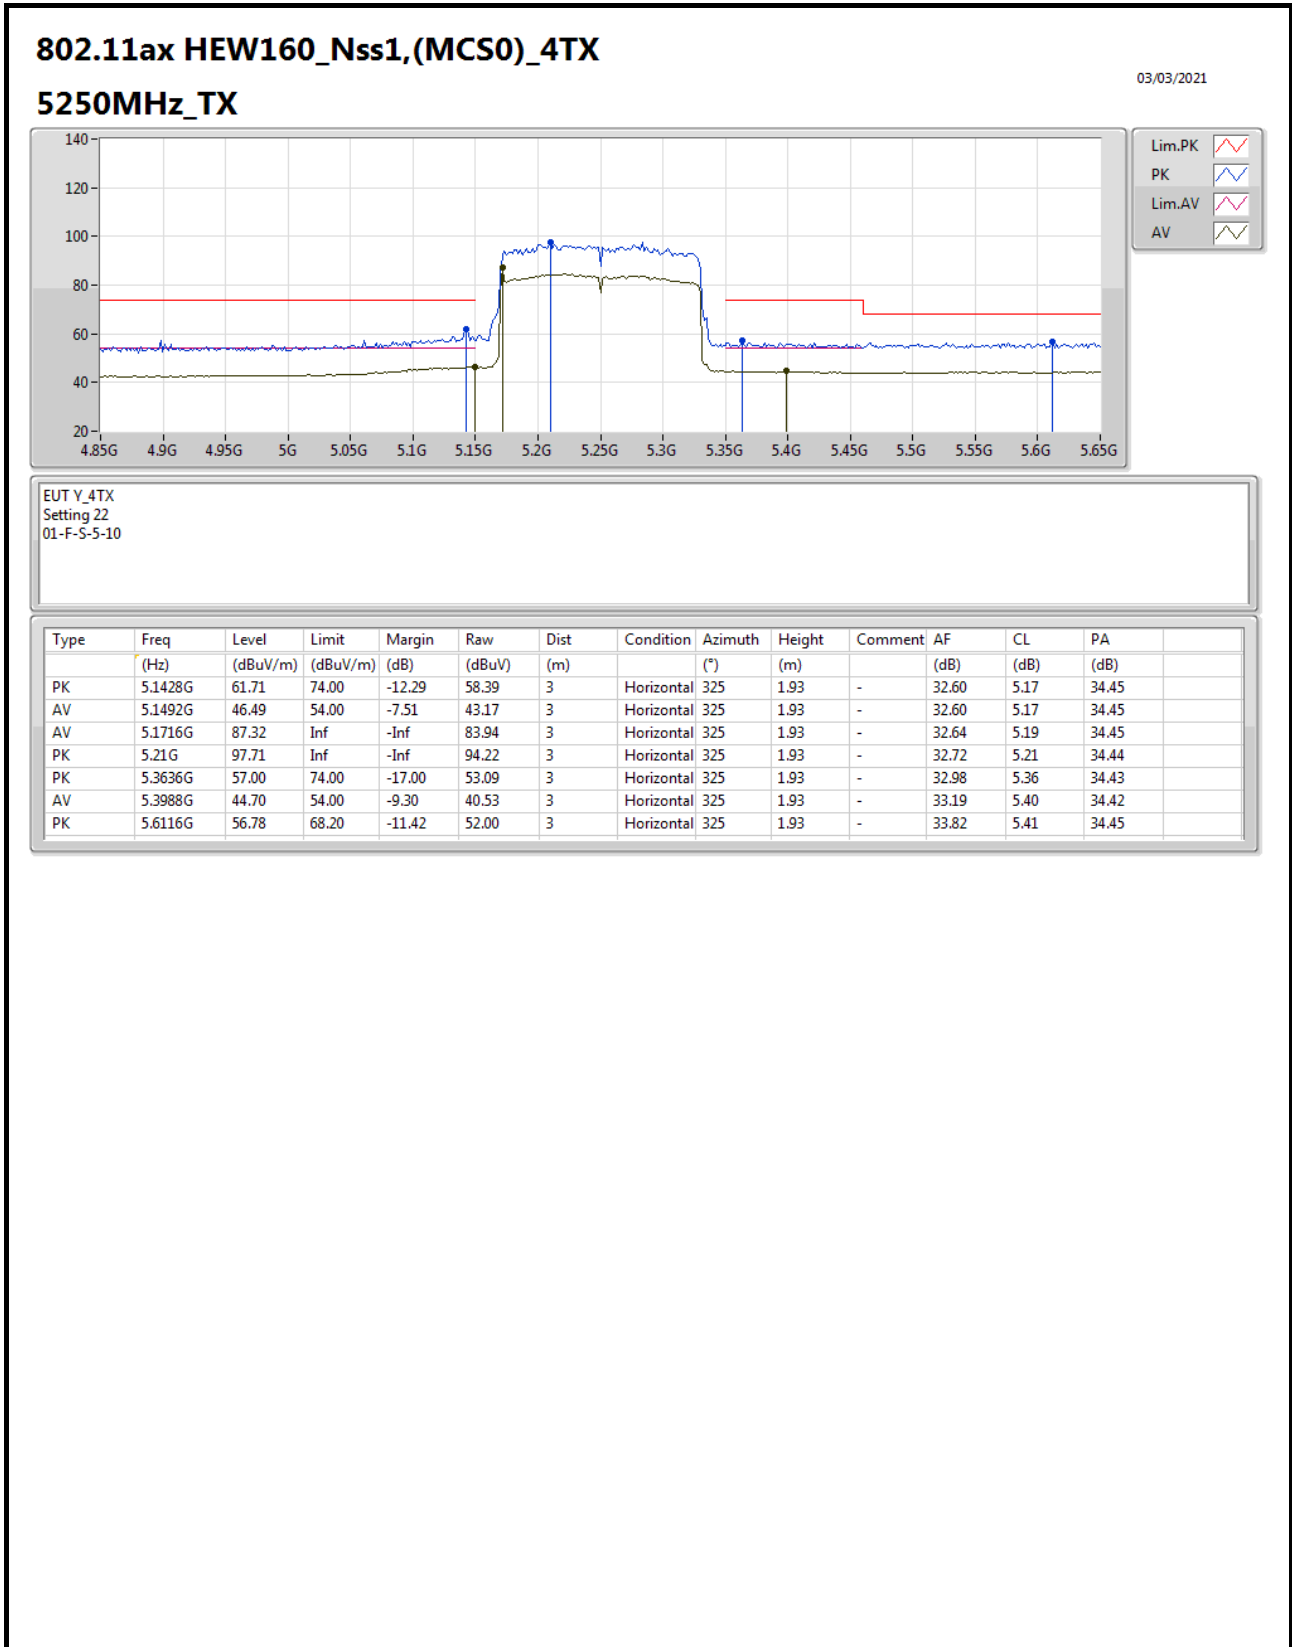 802.11ax HEW160_Nss1,(MCS0)_4TX
03/03/2021
5250MHz_TX
140
120
100
80
60
40
20
4.85G 4.9G 4.95G 5G 5.05G 5.1G 5.15G 5.2G 5.25G 5.3G 5.35G 5.4G 5.45G 5.5G 5.55G 5.6G 5.65G
Lim.PK
PK
Lim.AV
AV
EUT Y_4TX
Setting 22
01-F-S-5-10
Type Freq Level Limit Margin Raw Dist Condition Azimuth Height Comment AF CL PA
(Hz) (dBuV/m) (dBuV/m) (dB) (dBuV) (m) (°) (m) (dB) (dB) (dB)
PK 5.1428G 61.71 74.00 -12.29 58.39 3 Horizontal 325 1.93 - 32.60 5.17 34.45
AV 5.1492G 46.49 54.00 -7.51 43.17 3 Horizontal 325 1.93 - 32.60 5.17 34.45
AV 5.1716G 87.32 Inf -Inf 83.94 3 Horizontal 325 1.93 - 32.64 5.19 34.45
PK 5.21G 97.71 Inf -Inf 94.22 3 Horizontal 325 1.93 - 32.72 5.21 34.44
PK 5.3636G 57.00 74.00 -17.00 53.09 3 Horizontal 325 1.93 - 32.98 5.36 34.43
AV 5.3988G 44.70 54.00 -9.30 40.53 3 Horizontal 325 1.93 - 33.19 5.40 34.42
PK 5.6116G 56.78 68.20 -11.42 52.00 3 Horizontal 325 1.93 - 33.82 5.41 34.45